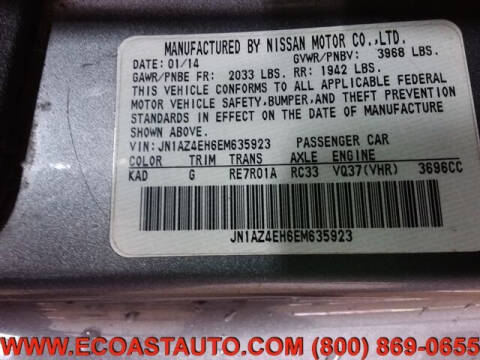 MANUFACTURED BY NISSAN MOTOR CO.,LTD.
DATE: 01/14 GVWR/PNBV: 3968 LBS.
GAWR/PNBE FR: 2033 LBS. RR: 1942 LBS.
THIS VEHICLE CONFORMS TO ALL APPLICABLE FEDERAL
MOTOR VEHICLE SAFETY, BUMPER, AND THEFT PREVENTION
STANDARDS IN EFFECT ON THE DATE OF MANUFACTURE
SHOWN ABOVE.
VIN: JN1AZ4EH6EM635923 PASSENGER CAR
COLOR TRIM TRANS AXLE ENGINE
KAD G RE7R01A RC33 VQ37(VHR) 3696CC
JN1AZ4EH6EM635923
WWW.ECOASTAUTO.COM (800) 869-0655